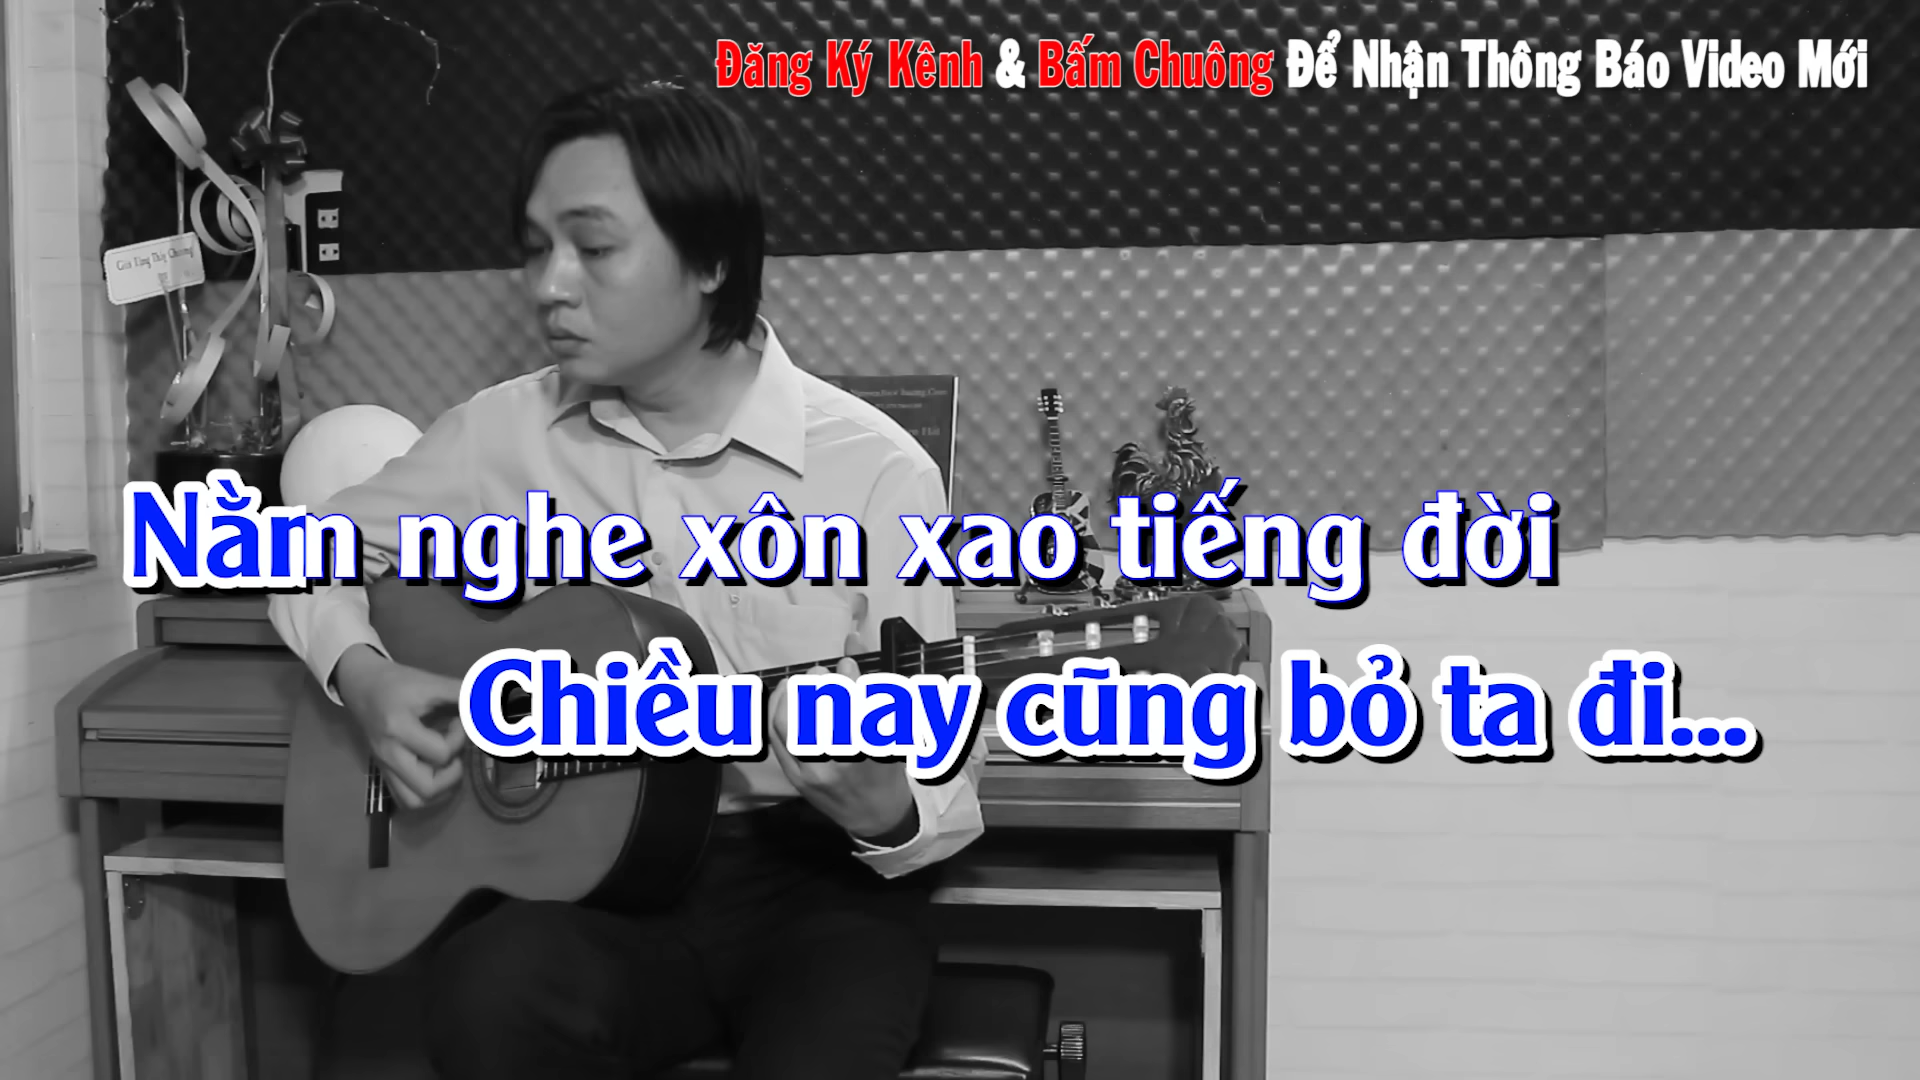 Đăng Ký Kênh & Bấm Chuông Để Nhận Thông Báo Video Mới
Nằm nghe xôn xao tiếng đời
Chiều nay cũng bỏ ta đi...